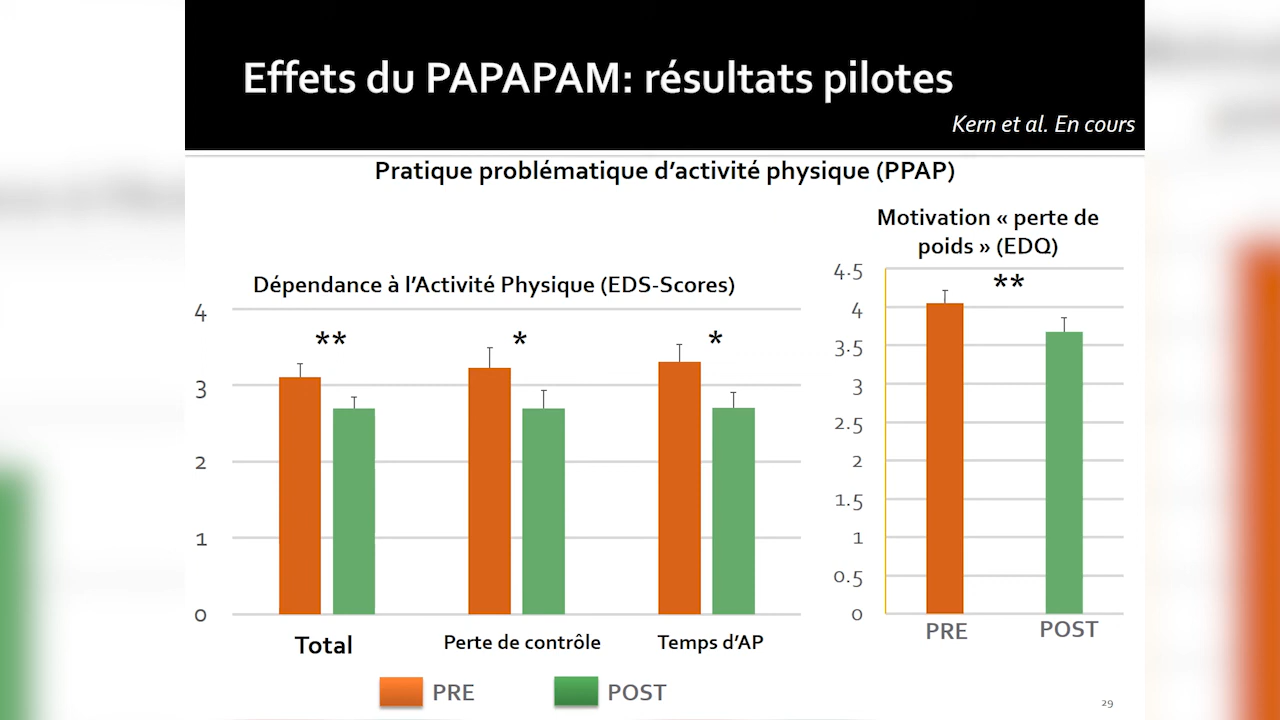 Effets du PAPAPAM: résultats pilotes
Kern et al. En cours
Pratique problématique d'activité physique (PPAP)
Dépendance à l'Activité Physique (EDS-Scores)
4
3
2
1
0
**
*
*
Total
Perte de contrôle
Temps d'AP
PRE
POST
Motivation « perte de
poids » (EDQ)
4.5
4
3.5
3
2.5
2
1.5
1
0.5
0
**
PRE
POST
29